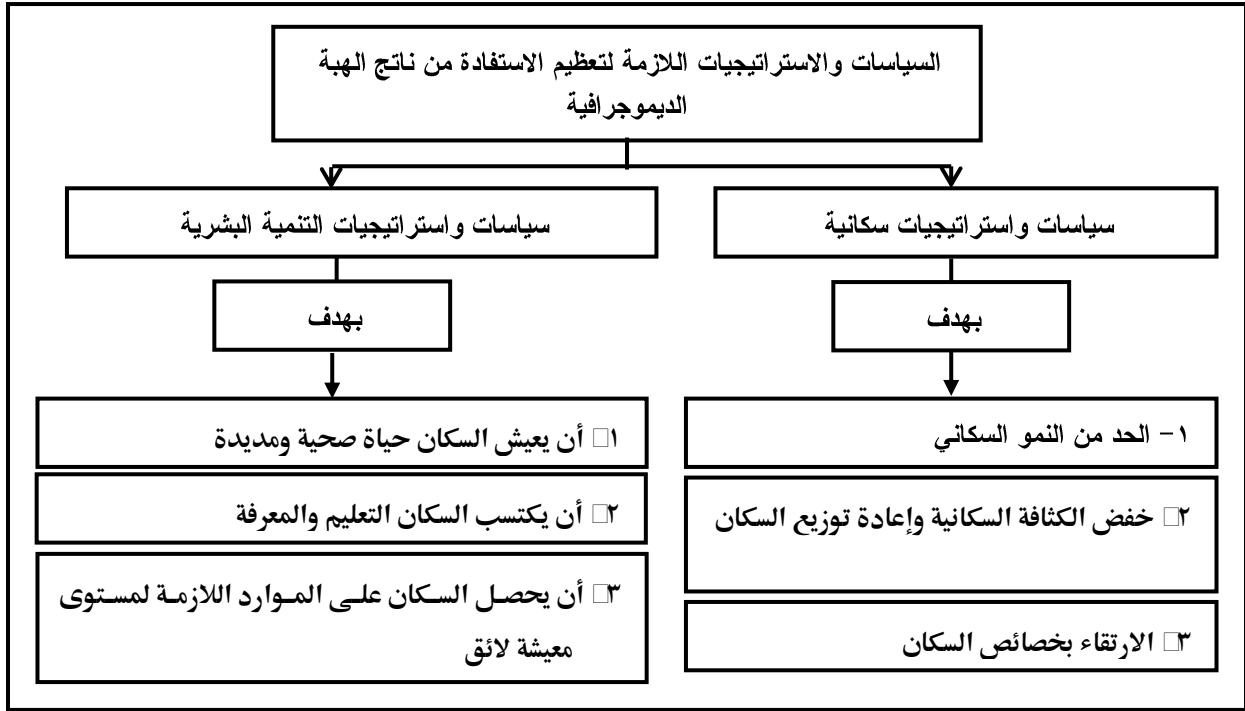 السياسات والاستراتيجيات اللازمة لتعظيم الاستفادة من ناتج الهبة
الديموجرافية
سياسات واستراتيجيات سكانية
بهدف
١- الحد من النمو السكاني
٢□ خفض الكثافة السكانية وإعادة توزيع السكان
٣□ الارتقاء بخصائص السكان
سياسات واستراتيجيات التنمية البشرية
بهدف
١□ أن يعيش السكان حياة صحية ومديدة
٢□ أن يكتسب السكان التعليم والمعرفة
٣□ أن يحصل السكان على الموارد اللازمة لمستوى
معيشة لائق